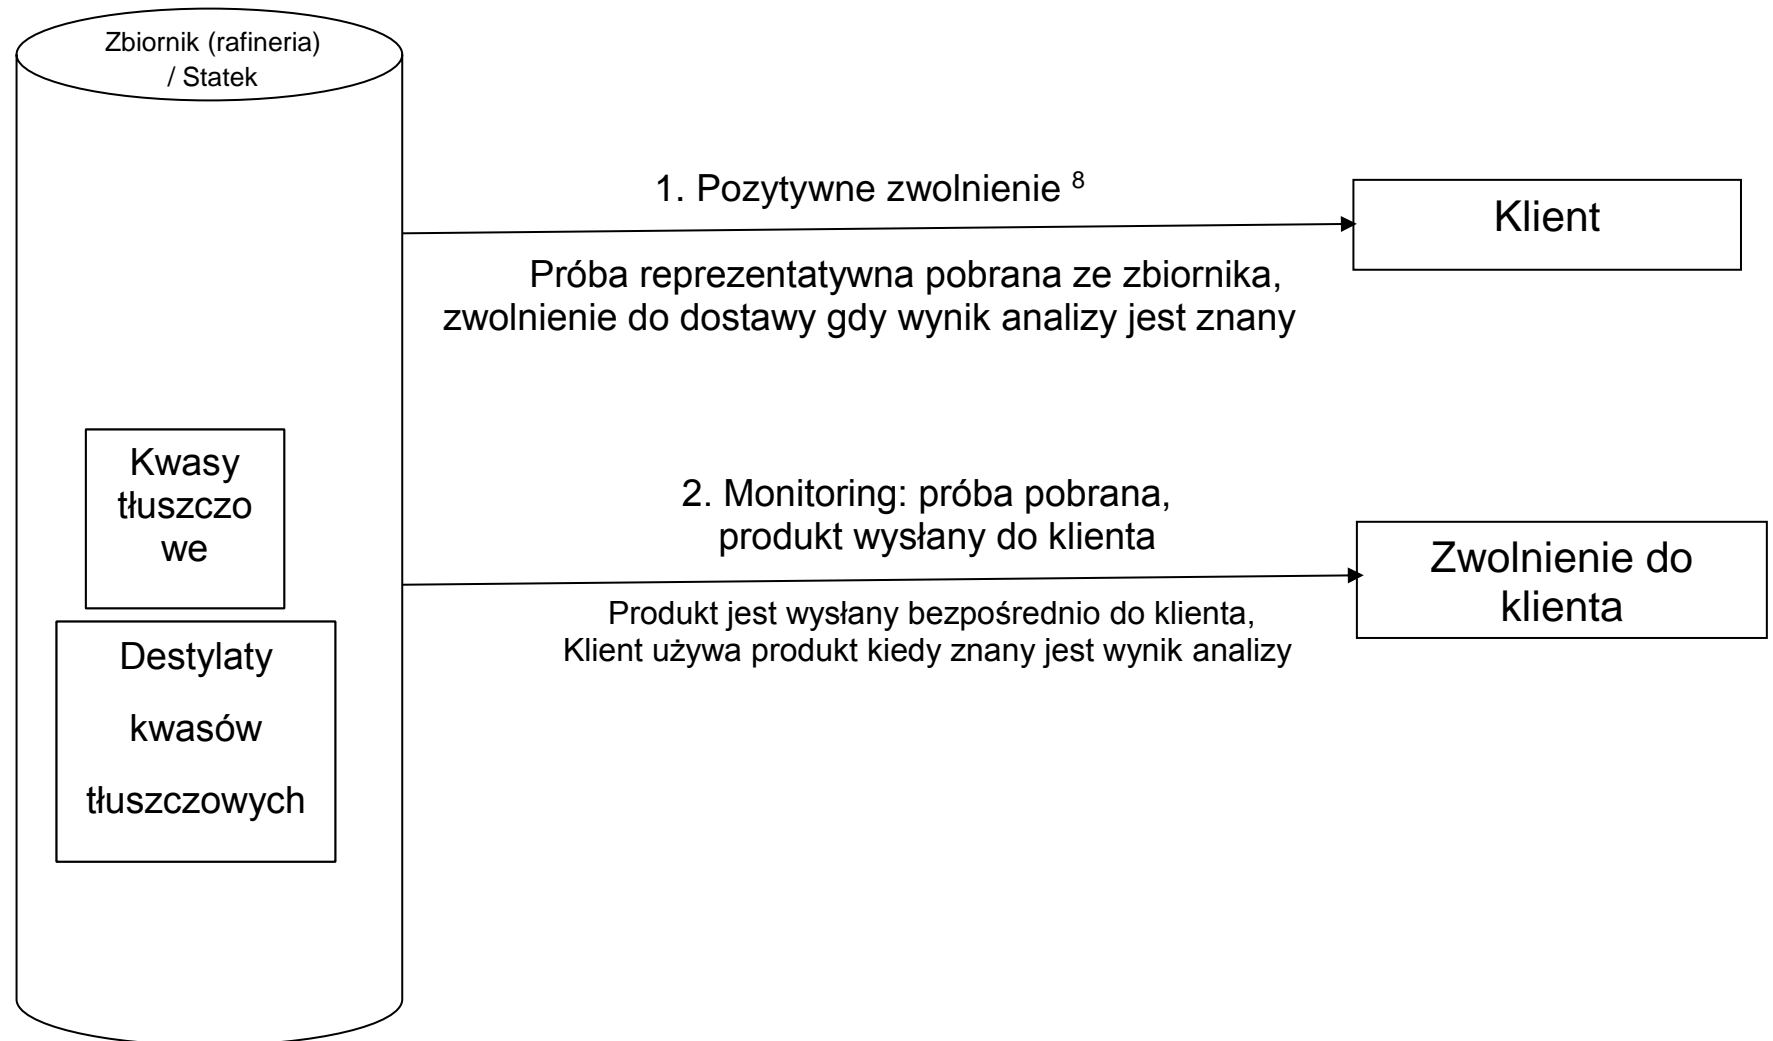 Zbiornik (rafineria)
/ Statek
1. Pozytywne zwolnienie ⁸
Klient
Próba reprezentatywna pobrana ze zbiornika,
zwolnienie do dostawy gdy wynik analizy jest znany
Kwasy
tłuszczo
we
2. Monitoring: próba pobrana,
produkt wysłany do klienta
Zwolnienie do
klienta
Produkt jest wysłany bezpośrednio do klienta,
Klient używa produkt kiedy znany jest wynik analizy
Destylaty
kwasów
tłuszczowych